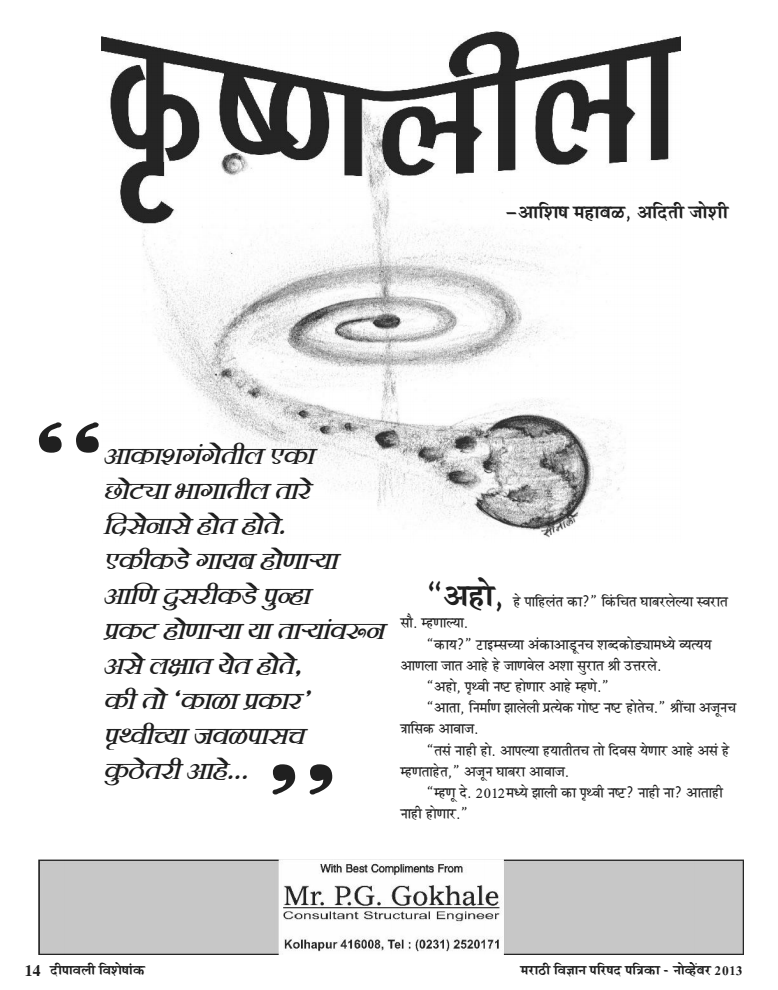 कृष्णलीला
–आशिष महावळ, अदिती जोशी
सोनाली
“आकाशगंगेतील एका
छोट्या भागातील तारे
दिसेनासे होत होते.
एकीकडे गायब होणाऱ्या
आणि दुसरीकडे पुन्हा
प्रकट होणाऱ्या या ताऱ्यांवरून
असे लक्षात येत होते,
की तो ‘काळा प्रकार’
पृथ्वीच्या जवळपासच
कुठेतरी आहे...”
“अहो, हे पाहिलंत का?” किंचित घाबरलेल्या स्वरात
सौ. म्हणाल्या.
“काय?” टाइम्सच्या अंकाआडूनच शब्दकोड्यामध्ये व्यत्यय
आणला जात आहे हे जाणवेल अशा सुरात श्री उत्तरले.
“अहो, पृथ्वी नष्ट होणार आहे म्हणे.”
“आता, निर्माण झालेली प्रत्येक गोष्ट नष्ट होतेच.” श्रींचा अजूनच
त्रासिक आवाज.
“तसं नाही हो. आपल्या हयातीतच तो दिवस येणार आहे असं हे
म्हणताहेत,” अजून घाबरा आवाज.
“म्हणू दे. 2012मध्ये झाली का पृथ्वी नष्ट? नाही ना? आताही
नाही होणार.”
With Best Compliments From
Mr. P.G. Gokhale
Consultant Structural Engineer
Kolhapur 416008, Tel : (0231) 2520171
14 दीपावली विशेषांक
मराठी विज्ञान परिषद पत्रिका - नोव्हेंबर 2013